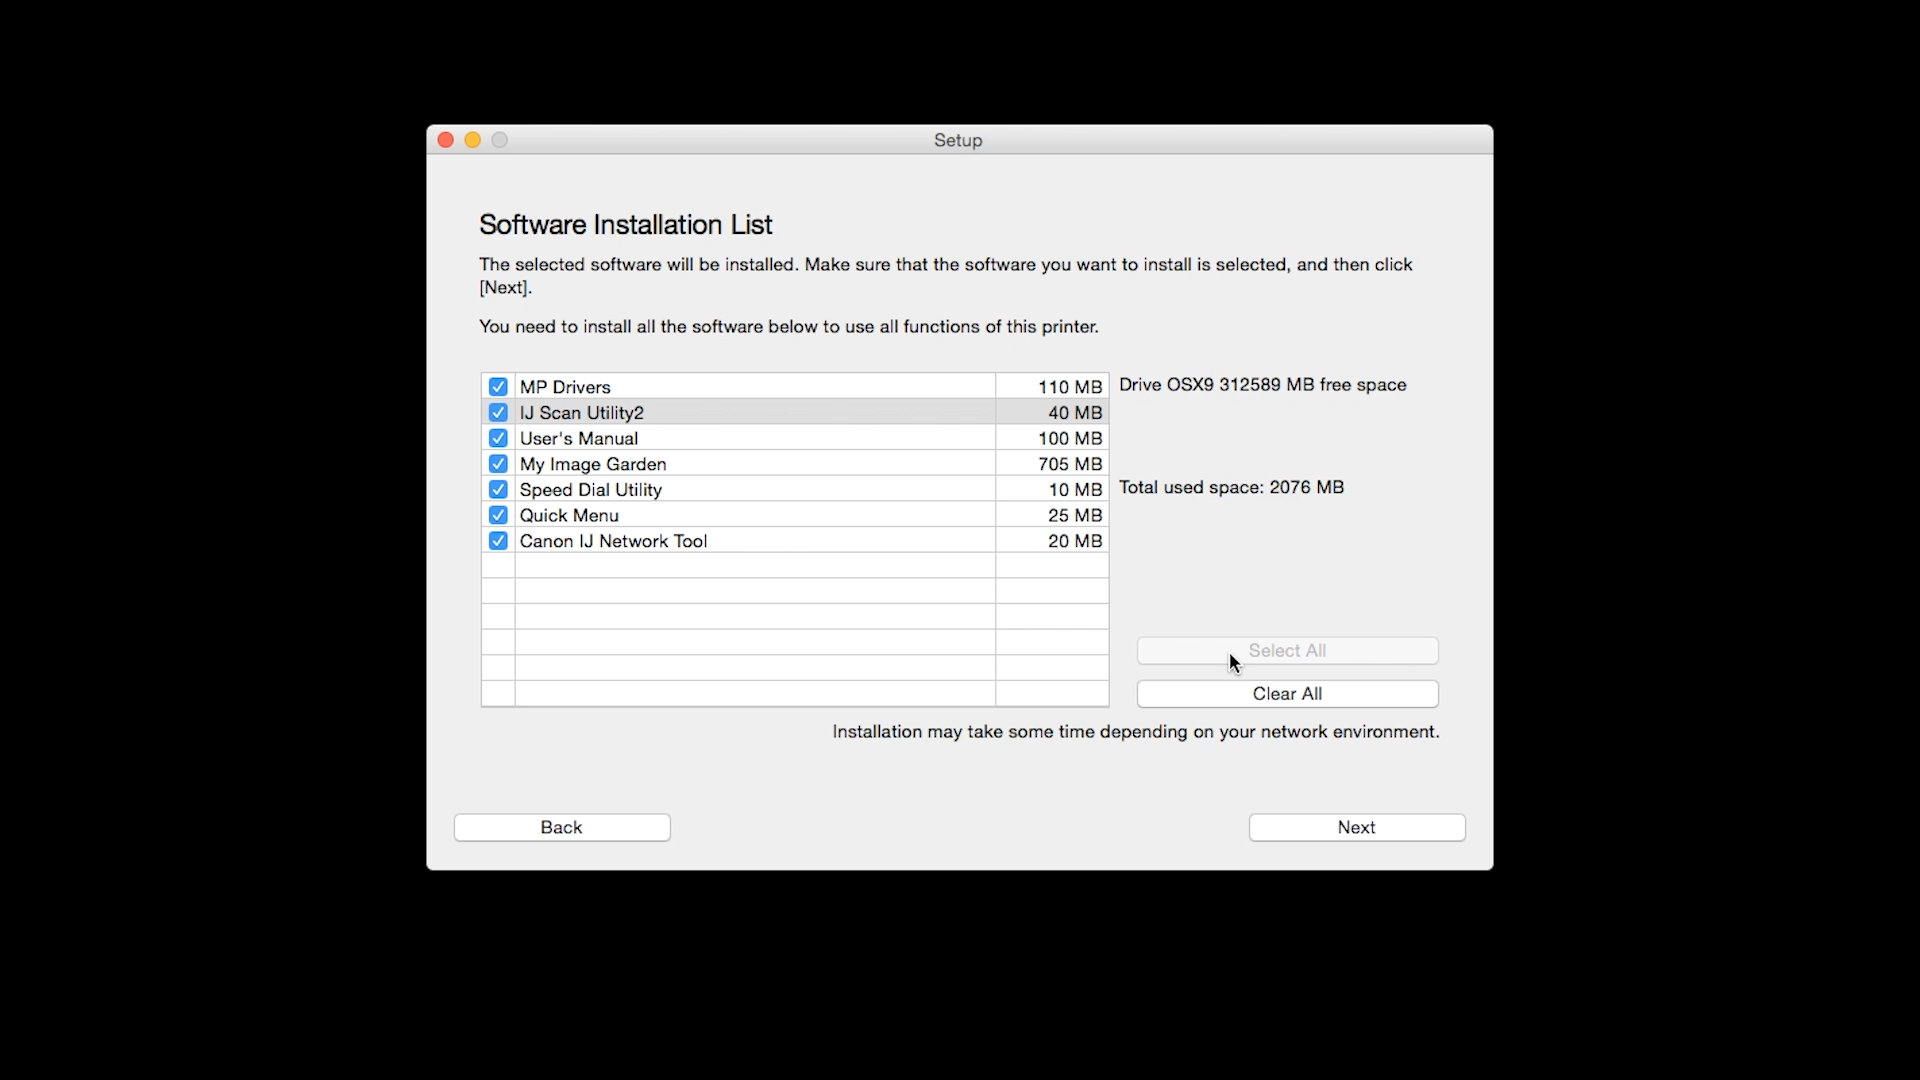 Setup
Software Installation List
The selected software will be installed. Make sure that the software you want to install is selected, and then click
[Next].
You need to install all the software below to use all functions of this printer.
MP Drivers 110 MB
Drive OSX9 312589 MB free space
IJ Scan Utility2 40 MB
User's Manual 100 MB
My Image Garden 705 MB
Speed Dial Utility 10 MB
Total used space: 2076 MB
Quick Menu 25 MB
Canon IJ Network Tool 20 MB
Select All
Clear All
Installation may take some time depending on your network environment.
Back
Next